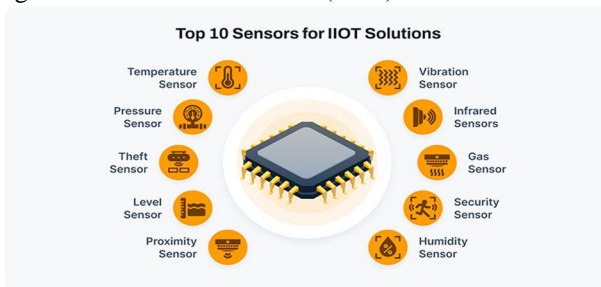 Top 10 Sensors for IIOT Solutions
Temperature
Sensor
Pressure
Sensor
Theft
Sensor
Level
Sensor
Proximity
Sensor
Vibration
Sensor
Infrared
Sensors
Gas
Sensor
Security
Sensor
Humidity
Sensor